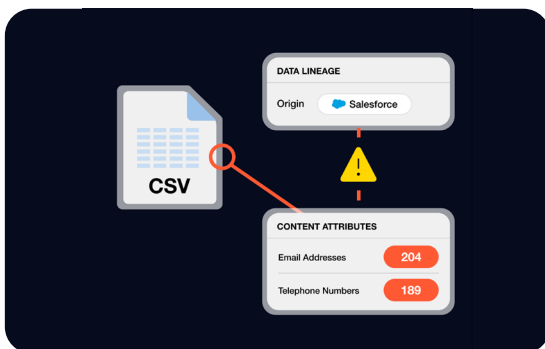 DATA LINEAGE
Origin Salesforce
CSV
CONTENT ATTRIBUTES
Email Addresses 204
Telephone Numbers 189